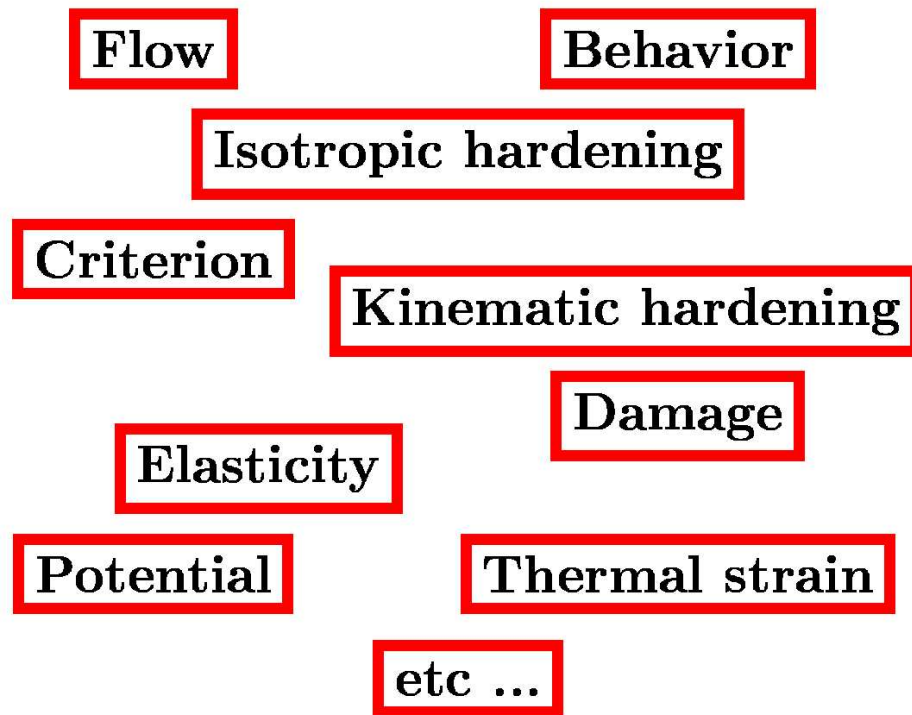 Flow
Behavior
Isotropic hardening
Criterion
Kinematic hardening
Damage
Elasticity
Potential
Thermal strain
etc ...